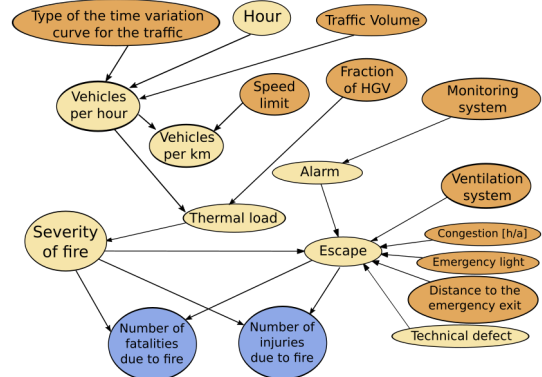 Type of the time variation
curve for the traffic
Hour
Traffic Volume
Vehicles
per hour
Speed
limit
Fraction
of HGV
Monitoring
system
Vehicles
per km
Alarm
Ventilation
system
Thermal load
Severity
of fire
Escape
Congestion [h/a]
Emergency light
Distance to the
emergency exit
Technical defect
Number of
fatalities
due to fire
Number of
injuries
due to fire